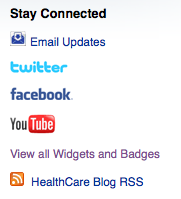 Stay Connected
Email Updates
twitter
facebook.
YouTube
View all Widgets and Badges
HealthCare Blog RSS